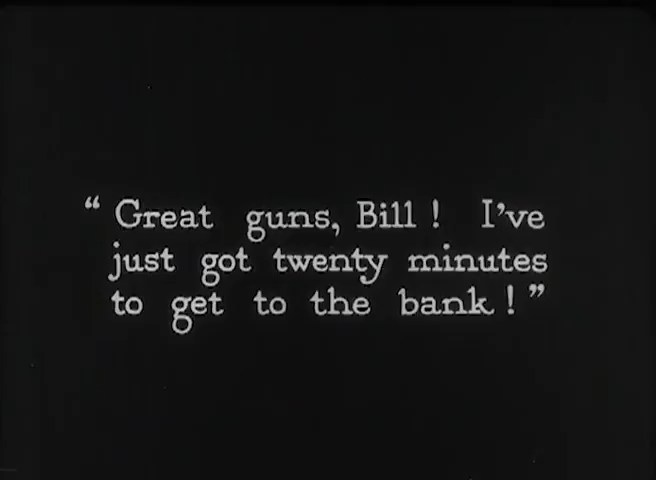 “ Great guns, Bill ! I’ve
just got twenty minutes
to get to the bank ! ”